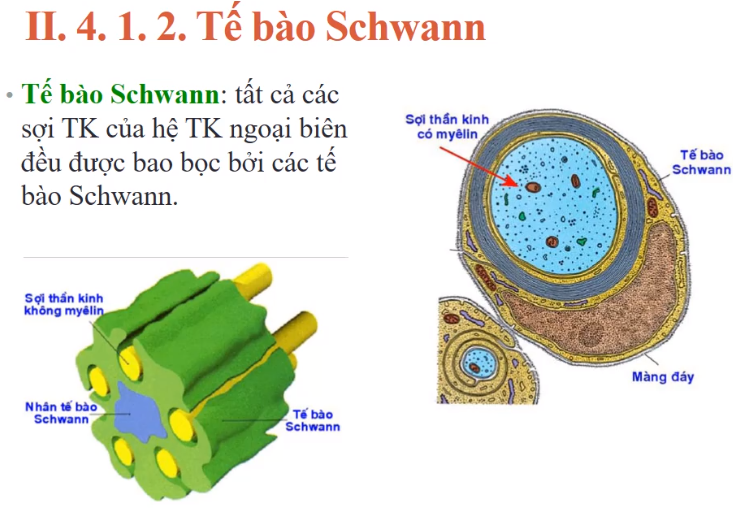 II. 4. 1. 2. Tế bào Schwann
• Tế bào Schwann: tất cả các
sợi TK của hệ TK ngoại biên
đều được bao bọc bởi các tế
bào Schwann.
Sợi thần kinh
có myêlin
Tế bào
Schwann
Màng đáy
Sợi thần kinh
không myêlin
Nhân tế bào
Schwann
Tế bào
Schwann